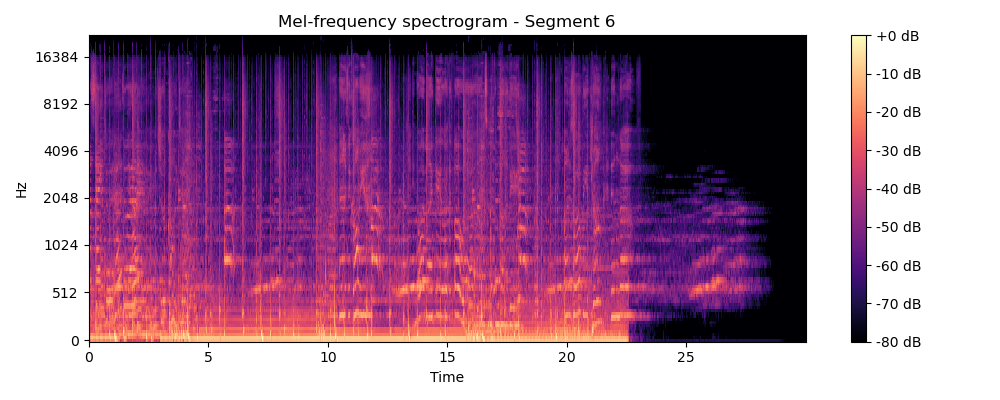 Mel-frequency spectrogram - Segment 6
16384
8192
4096
2048
1024
512
0
Hz
0 5 10 15 20 25
Time
+0 dB
-10 dB
-20 dB
-30 dB
-40 dB
-50 dB
-60 dB
-70 dB
-80 dB